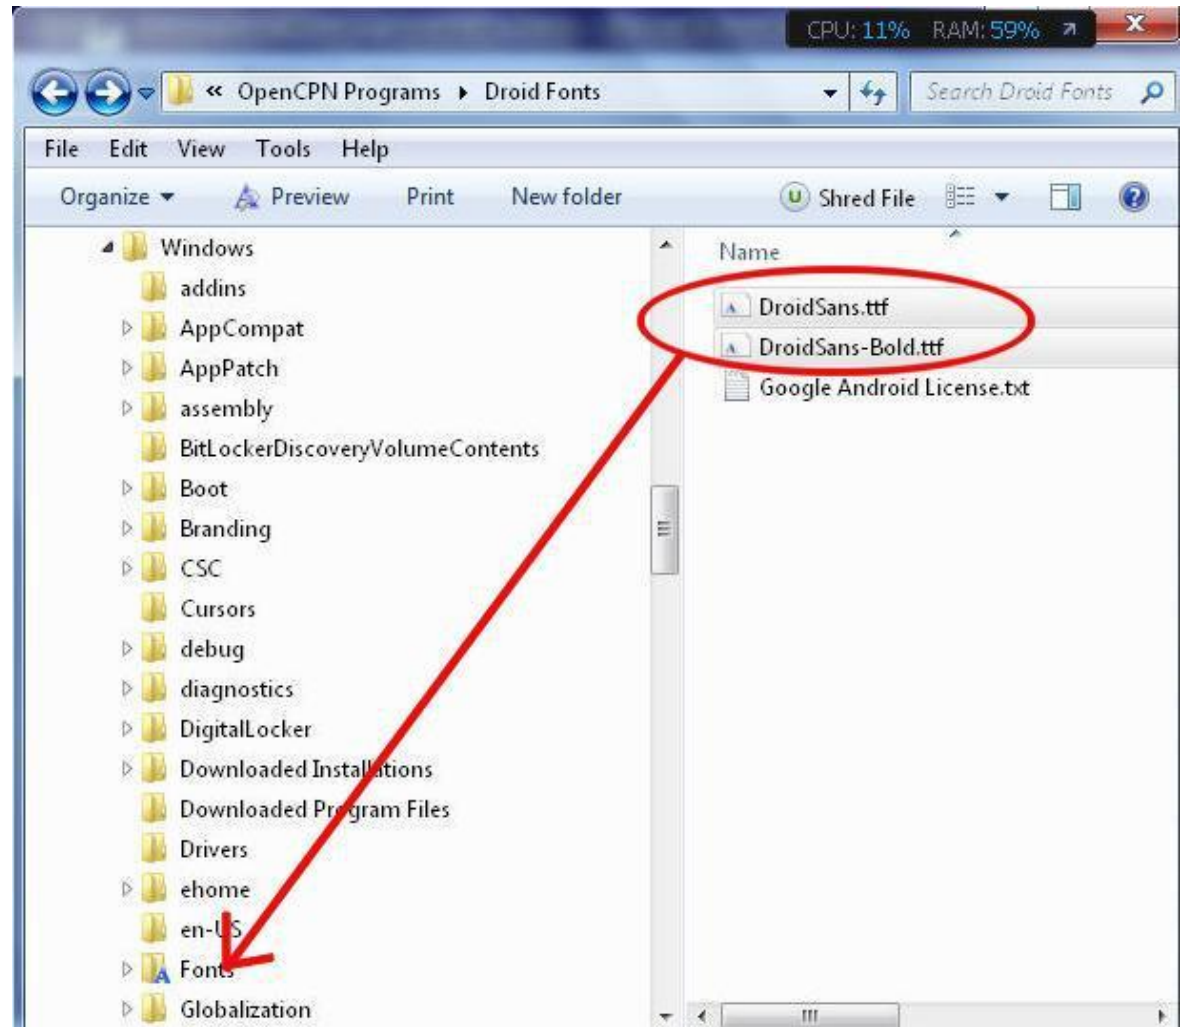 CPU: 11% RAM: 59%
« OpenCPN Programs Droid Fonts Search Droid Fonts
File Edit View Tools Help
Organize Preview Print New folder Shred File
Windows
addins
AppCompat
AppPatch
assembly
BitLockerDiscoveryVolumeContents
Boot
Branding
CSC
Cursors
debug
diagnostics
DigitalLocker
Downloaded Installations
Downloaded Program Files
Drivers
ehome
en-US
Fonts
Globalization
Name
DroidSans.ttf
DroidSans-Bold.ttf
Google Android License.txt